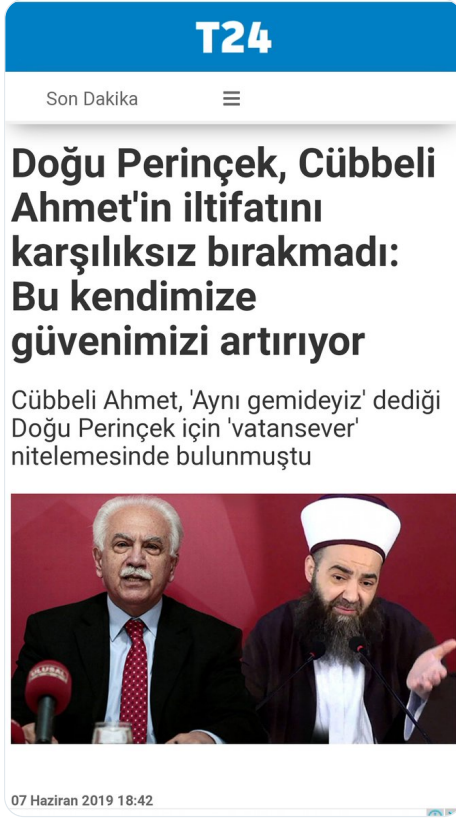 T24
Son Dakika
Doğu Perinçek, Cübbeli
Ahmet'in iltifatını
karşılıksız bırakmadı:
Bu kendimize
güvenimizi artırıyor
Cübbeli Ahmet, 'Aynı gemideyiz' dediği
Doğu Perinçek için 'vatansever'
nitelemesinde bulunmuştu
ULUSAL
07 Haziran 2019 18:42